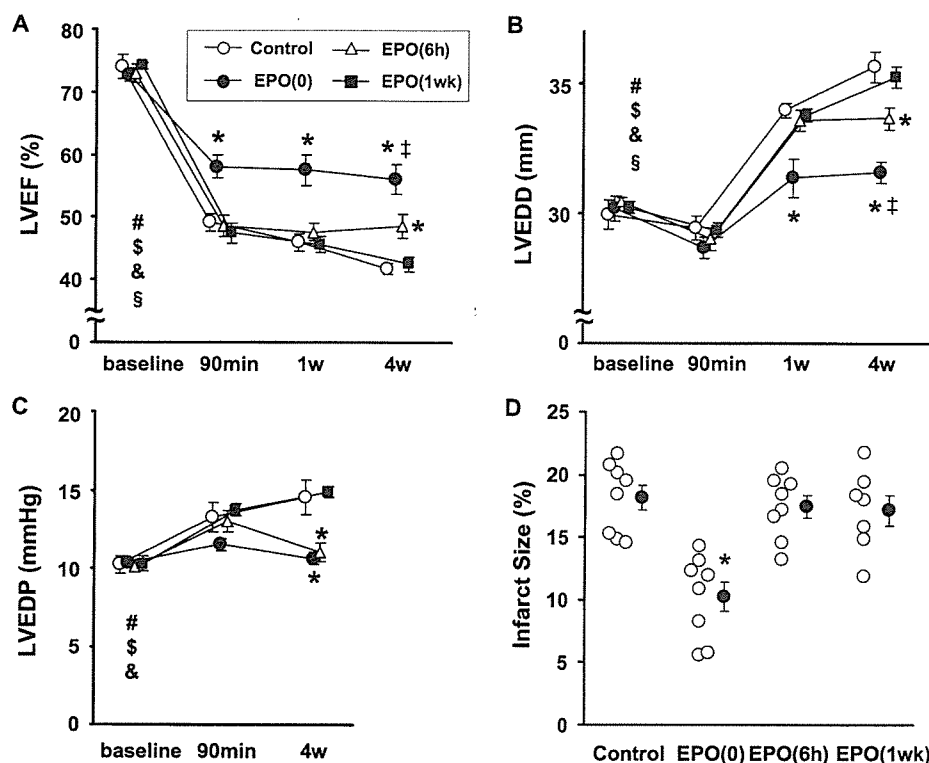 A
LVEF (%)
80
70
60
50
40
0
Control
EPO(6h)
EPO(0)
EPO(1wk)
* * * ‡
*
#
$
&
§
baseline 90min 1w 4w
B
LVEDD (mm)
35
30
0
#
$
&
§
*
* * ‡
baseline 90min 1w 4w
C
LVEDP (mmHg)
20
15
10
5
0
*
*
#
$
&
baseline 90min 4w
D
Infarct Size (%)
25
20
15
10
5
0
*
Control EPO(0) EPO(6h) EPO(1wk)